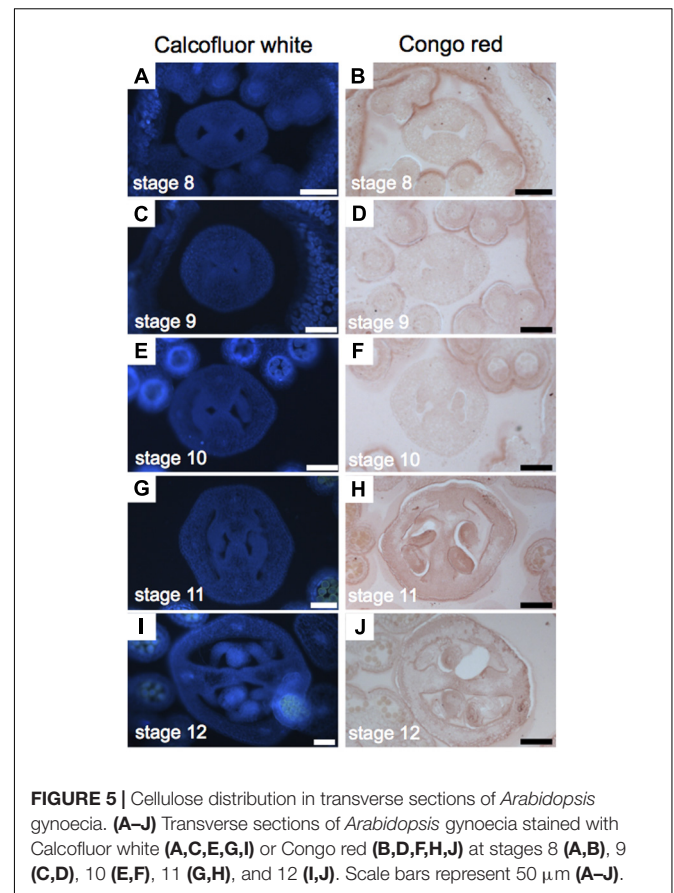 Calcofluor white Congo red
A B
stage 8 stage 8
C D
stage 9 stage 9
E F
stage 10 stage 10
G H
stage 11 stage 11
I J
stage 12 stage 12
FIGURE 5 | Cellulose distribution in transverse sections of Arabidopsis
gynoecia. (A–J) Transverse sections of Arabidopsis gynoecia stained with
Calcofluor white (A,C,E,G,I) or Congo red (B,D,F,H,J) at stages 8 (A,B), 9
(C,D), 10 (E,F), 11 (G,H), and 12 (I,J). Scale bars represent 50 μm (A–J).